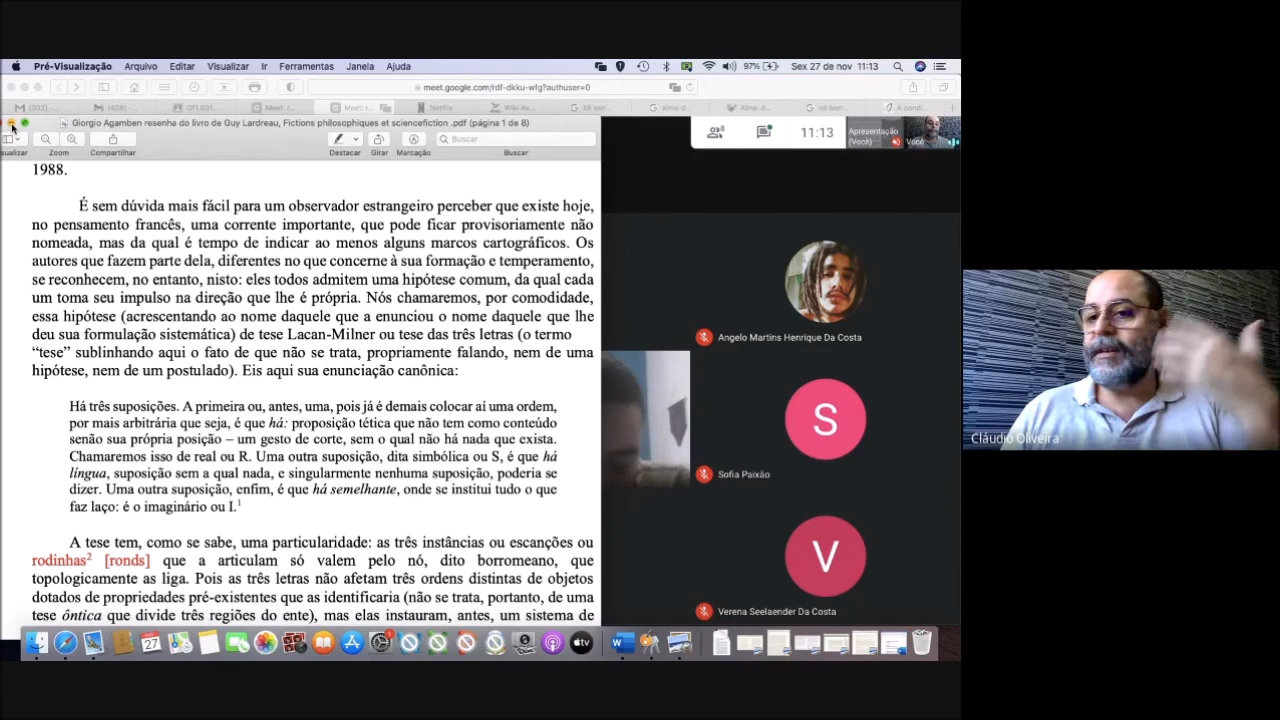 Pré-Visualização Arquivo Editar Visualizar Ir Ferramentas Janela Ajuda 97% Sex 27 de nov 11:13
meet.google.com/rdf-dkku-wfg?authuser=0
Giorgio Agamben resenha do livro de Guy Lardreau, Fictions philosophiques et sciencefiction .pdf (página 1 de 8)
Buscar
Zoom Compartilhar Destacar Girar Marcação Buscar
11:13 Apresentação (Você) Você
1988.
É sem dúvida mais fácil para um observador estrangeiro perceber que existe hoje,
no pensamento francês, uma corrente importante, que pode ficar provisoriamente não
nomeada, mas da qual é tempo de indicar ao menos alguns marcos cartográficos. Os
autores que fazem parte dela, diferentes no que concerne à sua formação e temperamento,
se reconhecem, no entanto, nisto: eles todos admitem uma hipótese comum, da qual cada
um toma seu impulso na direção que lhe é própria. Nós chamaremos, por comodidade,
essa hipótese (acrescentando ao nome daquele que a enunciou o nome daquele que lhe
deu sua formulação sistemática) de tese Lacan-Milner ou tese das três letras (o termo
“tese” sublinhando aqui o fato de que não se trata, propriamente falando, nem de uma
hipótese, nem de um postulado). Eis aqui sua enunciação canônica:
Há três suposições. A primeira ou, antes, uma, pois já é demais colocar aí uma ordem,
por mais arbitrária que seja, é que há: proposição tética que não tem como conteúdo
senão sua própria posição – um gesto de corte, sem o qual não há nada que exista.
Chamaremos isso de real ou R. Uma outra suposição, dita simbólica ou S, é que há
língua, suposição sem a qual nada, e singularmente nenhuma suposição, poderia se
dizer. Uma outra suposição, enfim, é que há semelhante, onde se institui tudo o que
faz laço: é o imaginário ou I.1
A tese tem, como se sabe, uma particularidade: as três instâncias ou escanções ou
rodinhas2 [ronds] que a articulam só valem pelo nó, dito borromeano, que
topologicamente as liga. Pois as três letras não afetam três ordens distintas de objetos
dotados de propriedades pré-existentes que as identificaria (não se trata, portanto, de uma
tese ôntica que divide três regiões do ente), mas elas instauram, antes, um sistema de
Angelo Martins Henrique Da Costa
S
Sofia Paixão
V
Verena Seelaender Da Costa
Cláudio Oliveira
27
tv